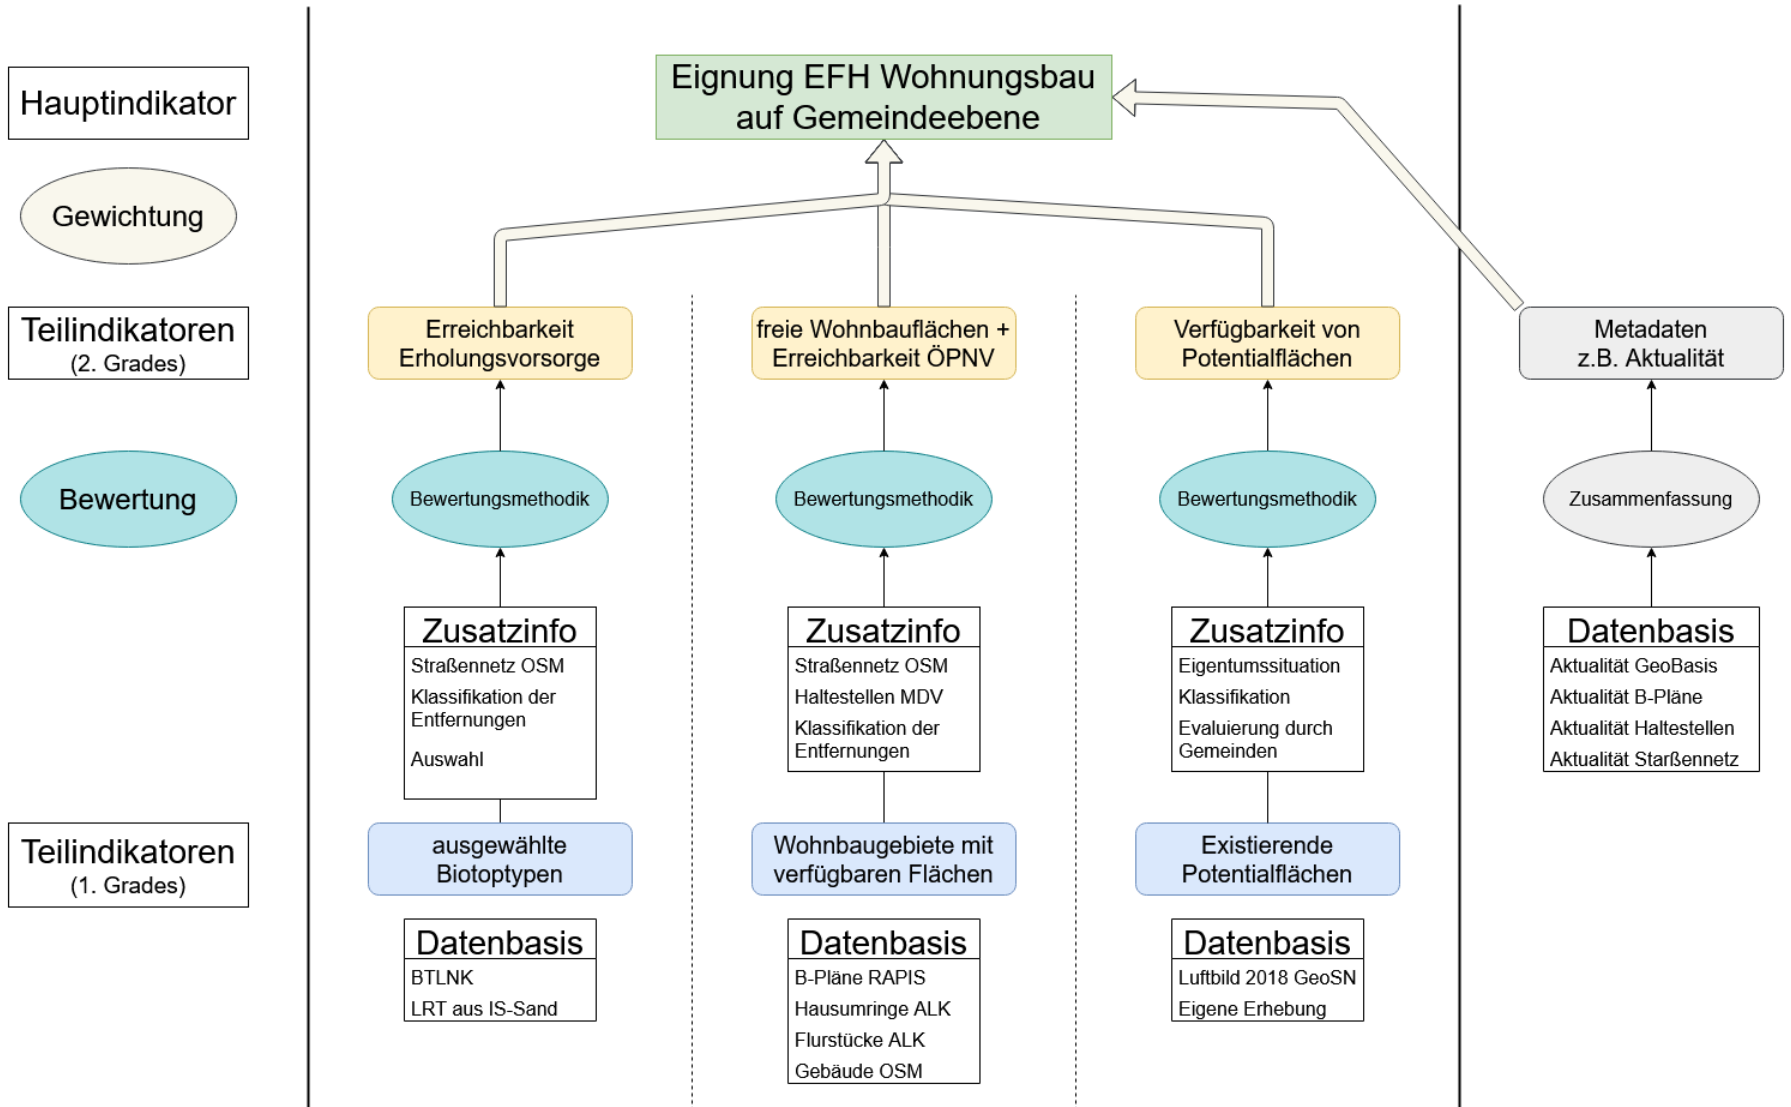 Hauptindikator
Gewichtung
Teilindikatoren
(2. Grades)
Bewertung
Teilindikatoren
(1. Grades)
Eignung EFH Wohnungsbau
auf Gemeindeebene
Erreichbarkeit
Erholungsvorsorge
Bewertungsmethodik
Zusatzinfo
Straßennetz OSM
Klassifikation der
Entfernungen
Auswahl
ausgewählte
Biotoptypen
Datenbasis
BTLNK
LRT aus IS-Sand
freie Wohnbauflächen +
Erreichbarkeit ÖPNV
Bewertungsmethodik
Zusatzinfo
Straßennetz OSM
Haltestellen MDV
Klassifikation der
Entfernungen
Wohnbaugebiete mit
verfügbaren Flächen
Datenbasis
B-Pläne RAPIS
Hausumringe ALK
Flurstücke ALK
Gebäude OSM
Verfügbarkeit von
Potentialflächen
Bewertungsmethodik
Zusatzinfo
Eigentumssituation
Klassifikation
Evaluierung durch
Gemeinden
Existierende
Potentialflächen
Datenbasis
Luftbild 2018 GeoSN
Eigene Erhebung
Metadaten
z.B. Aktualität
Zusammenfassung
Datenbasis
Aktualität GeoBasis
Aktualität B-Pläne
Aktualität Haltestellen
Aktualität Starßennetz